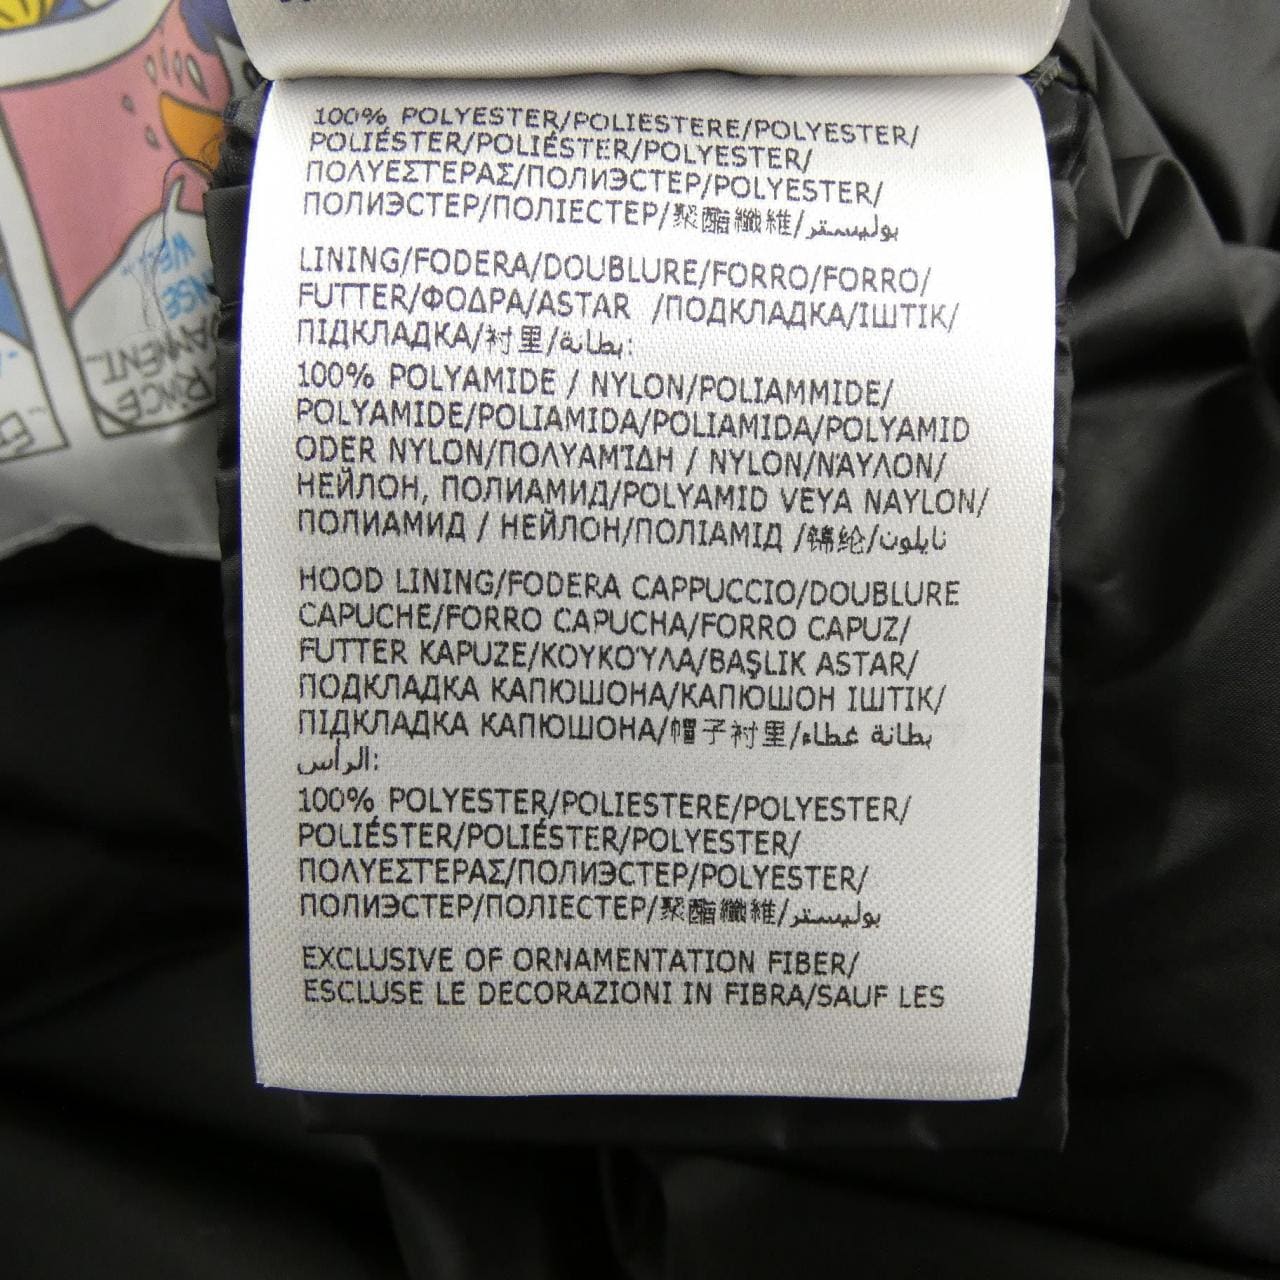 100% POLYESTER/POLIESTERE/POLYESTER/
POLIÉSTER/POLIÉSTER/POLYESTER/
ΠΟΛΥΕΣΤΕΡΑΣ/ПОЛИЭСТЕР/POLYESTER/
ПОЛИЭСТЕР/ПОЛІЕСТЕР/聚酯纖維/بوليستر
LINING/FODERA/DOUBLURE/FORRO/FORRO/
FUTTER/ΦΟΔΡΑ/ASTAR /ПОДКЛАДКА/ІШТІК/
ПІДКЛАДКА/衬里/بطانة:
100% POLYAMIDE / NYLON/POLIAMMIDE/
POLYAMIDE/POLIAMIDA/POLIAMIDA/POLYAMID
ODER NYLON/ΠΟΛΥΑΜΊΔΗ / NYLON/ΝΆΥΛΟΝ/
НЕЙЛОН, ПОЛИАМИД/POLYAMID VEYA NAYLON/
ПОЛИАМИД / НЕЙЛОН/ПОЛІАМІД /锦纶/نايلون
HOOD LINING/FODERA CAPPUCCIO/DOUBLURE
CAPUCHE/FORRO CAPUCHA/FORRO CAPUZ/
FUTTER KAPUZE/ΚΟΥΚΟΎΛΑ/BAŞLIK ASTAR/
ПОДКЛАДКА КАПЮШОНА/КАПЮШОН ІШТІК/
ПІДКЛАДКА КАПЮШОНА/帽子衬里/بطانة غطاء
الرأس:
100% POLYESTER/POLIESTERE/POLYESTER/
POLIÉSTER/POLIÉSTER/POLYESTER/
ΠΟΛΥΕΣΤΕΡΑΣ/ПОЛИЭСТЕР/POLYESTER/
ПОЛИЭСТЕР/ПОЛІЕСТЕР/聚酯纖維/بوليستر
EXCLUSIVE OF ORNAMENTATION FIBER/
ESCLUSE LE DECORAZIONI IN FIBRA/SAUF LES